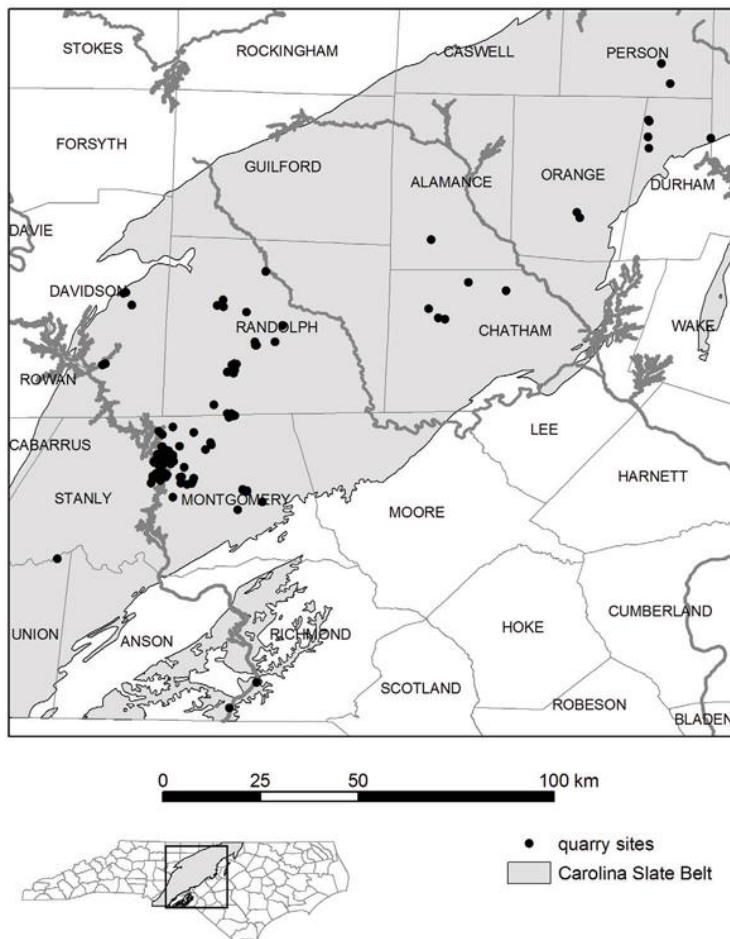 STOKES
ROCKINGHAM
CASWELL
PERSON
FORSYTH
GUILFORD
ALAMANCE
ORANGE
DURHAM
DAVIE
DAVIDSON
RANDOLPH
CHATHAM
WAKE
ROWAN
CABARRUS
LEE
HARNETT
STANLY
MONTGOMERY
MOORE
UNION
ANSON
RICHMOND
HOKE
CUMBERLAND
SCOTLAND
ROBESON
BLADEN
0 25 50 100 km
quarry sites
Carolina Slate Belt